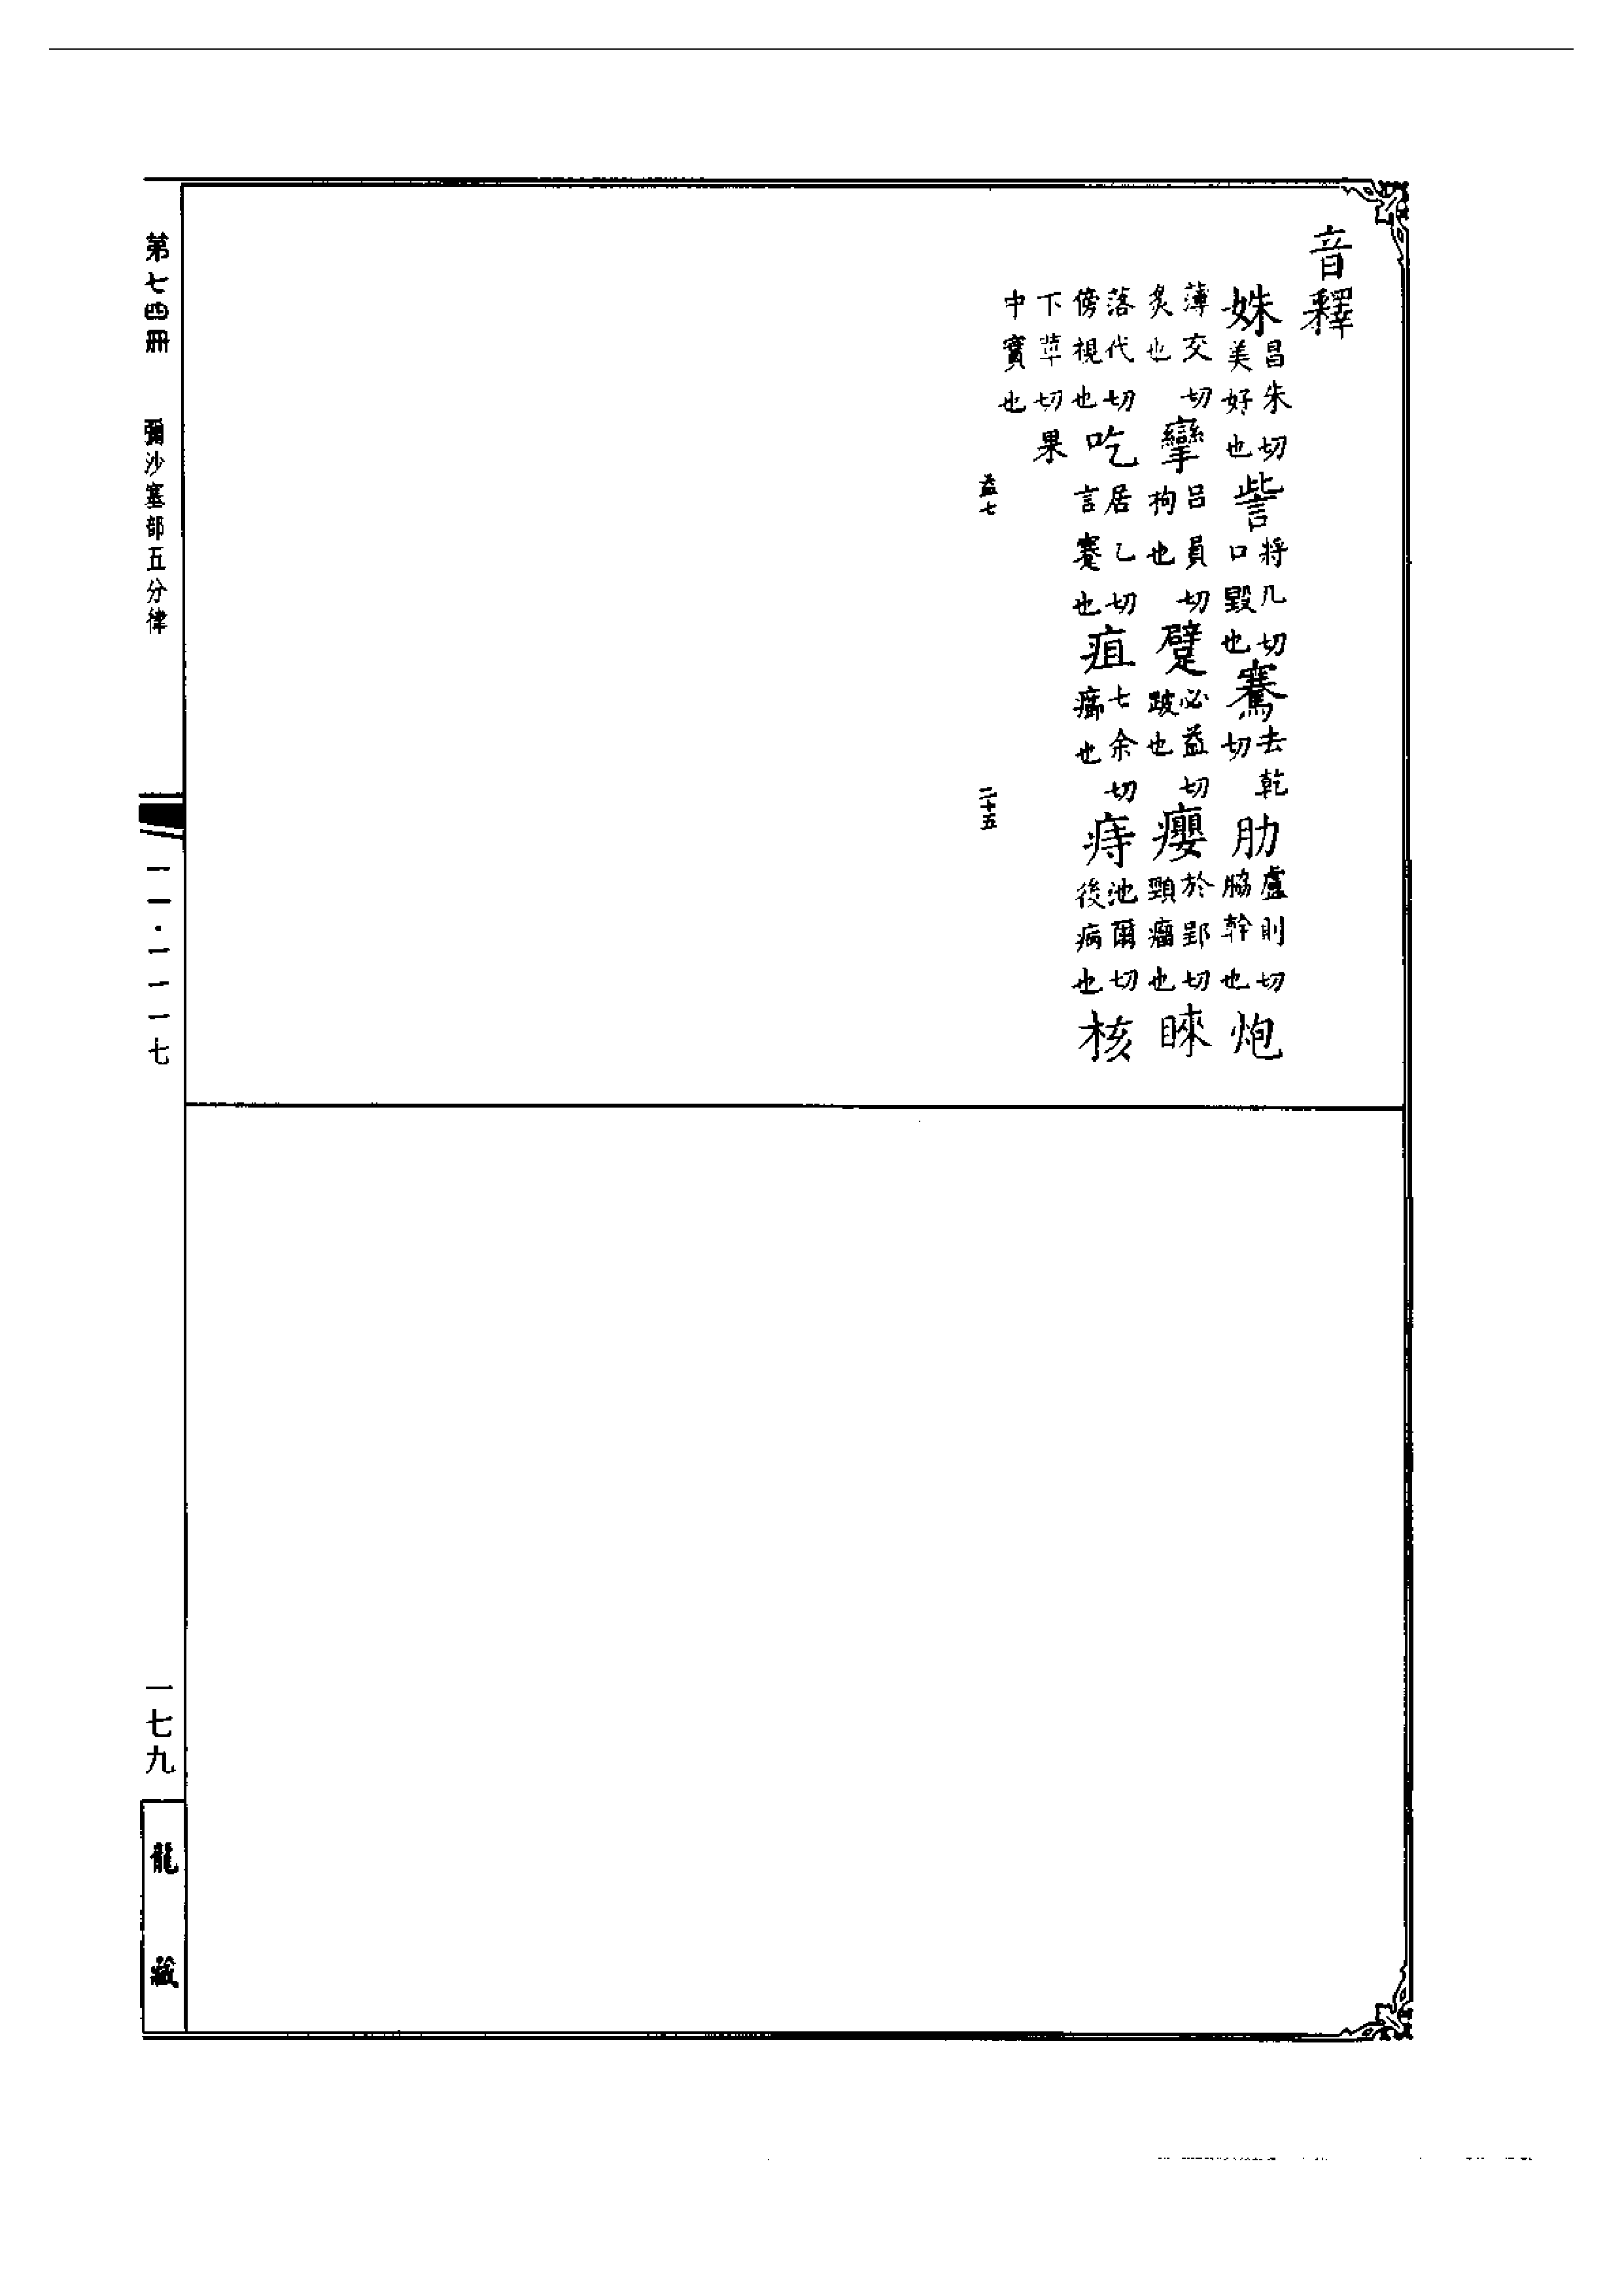 音釋
姝昌朱切美好也訾將几切口毀也騫去乾切肋盧則切脇幹也炮
薄交切炙也攣呂員切拘也躄必益切跛也癭於郢切頸瘤也睞
落代切傍視也吃居乙切言蹇也疽七余切癰也痔池爾切後病也核
下革切果中實也
益七
二十五
第七四冊
彌沙塞部五分律
一一·一一一七
一七九
龍藏